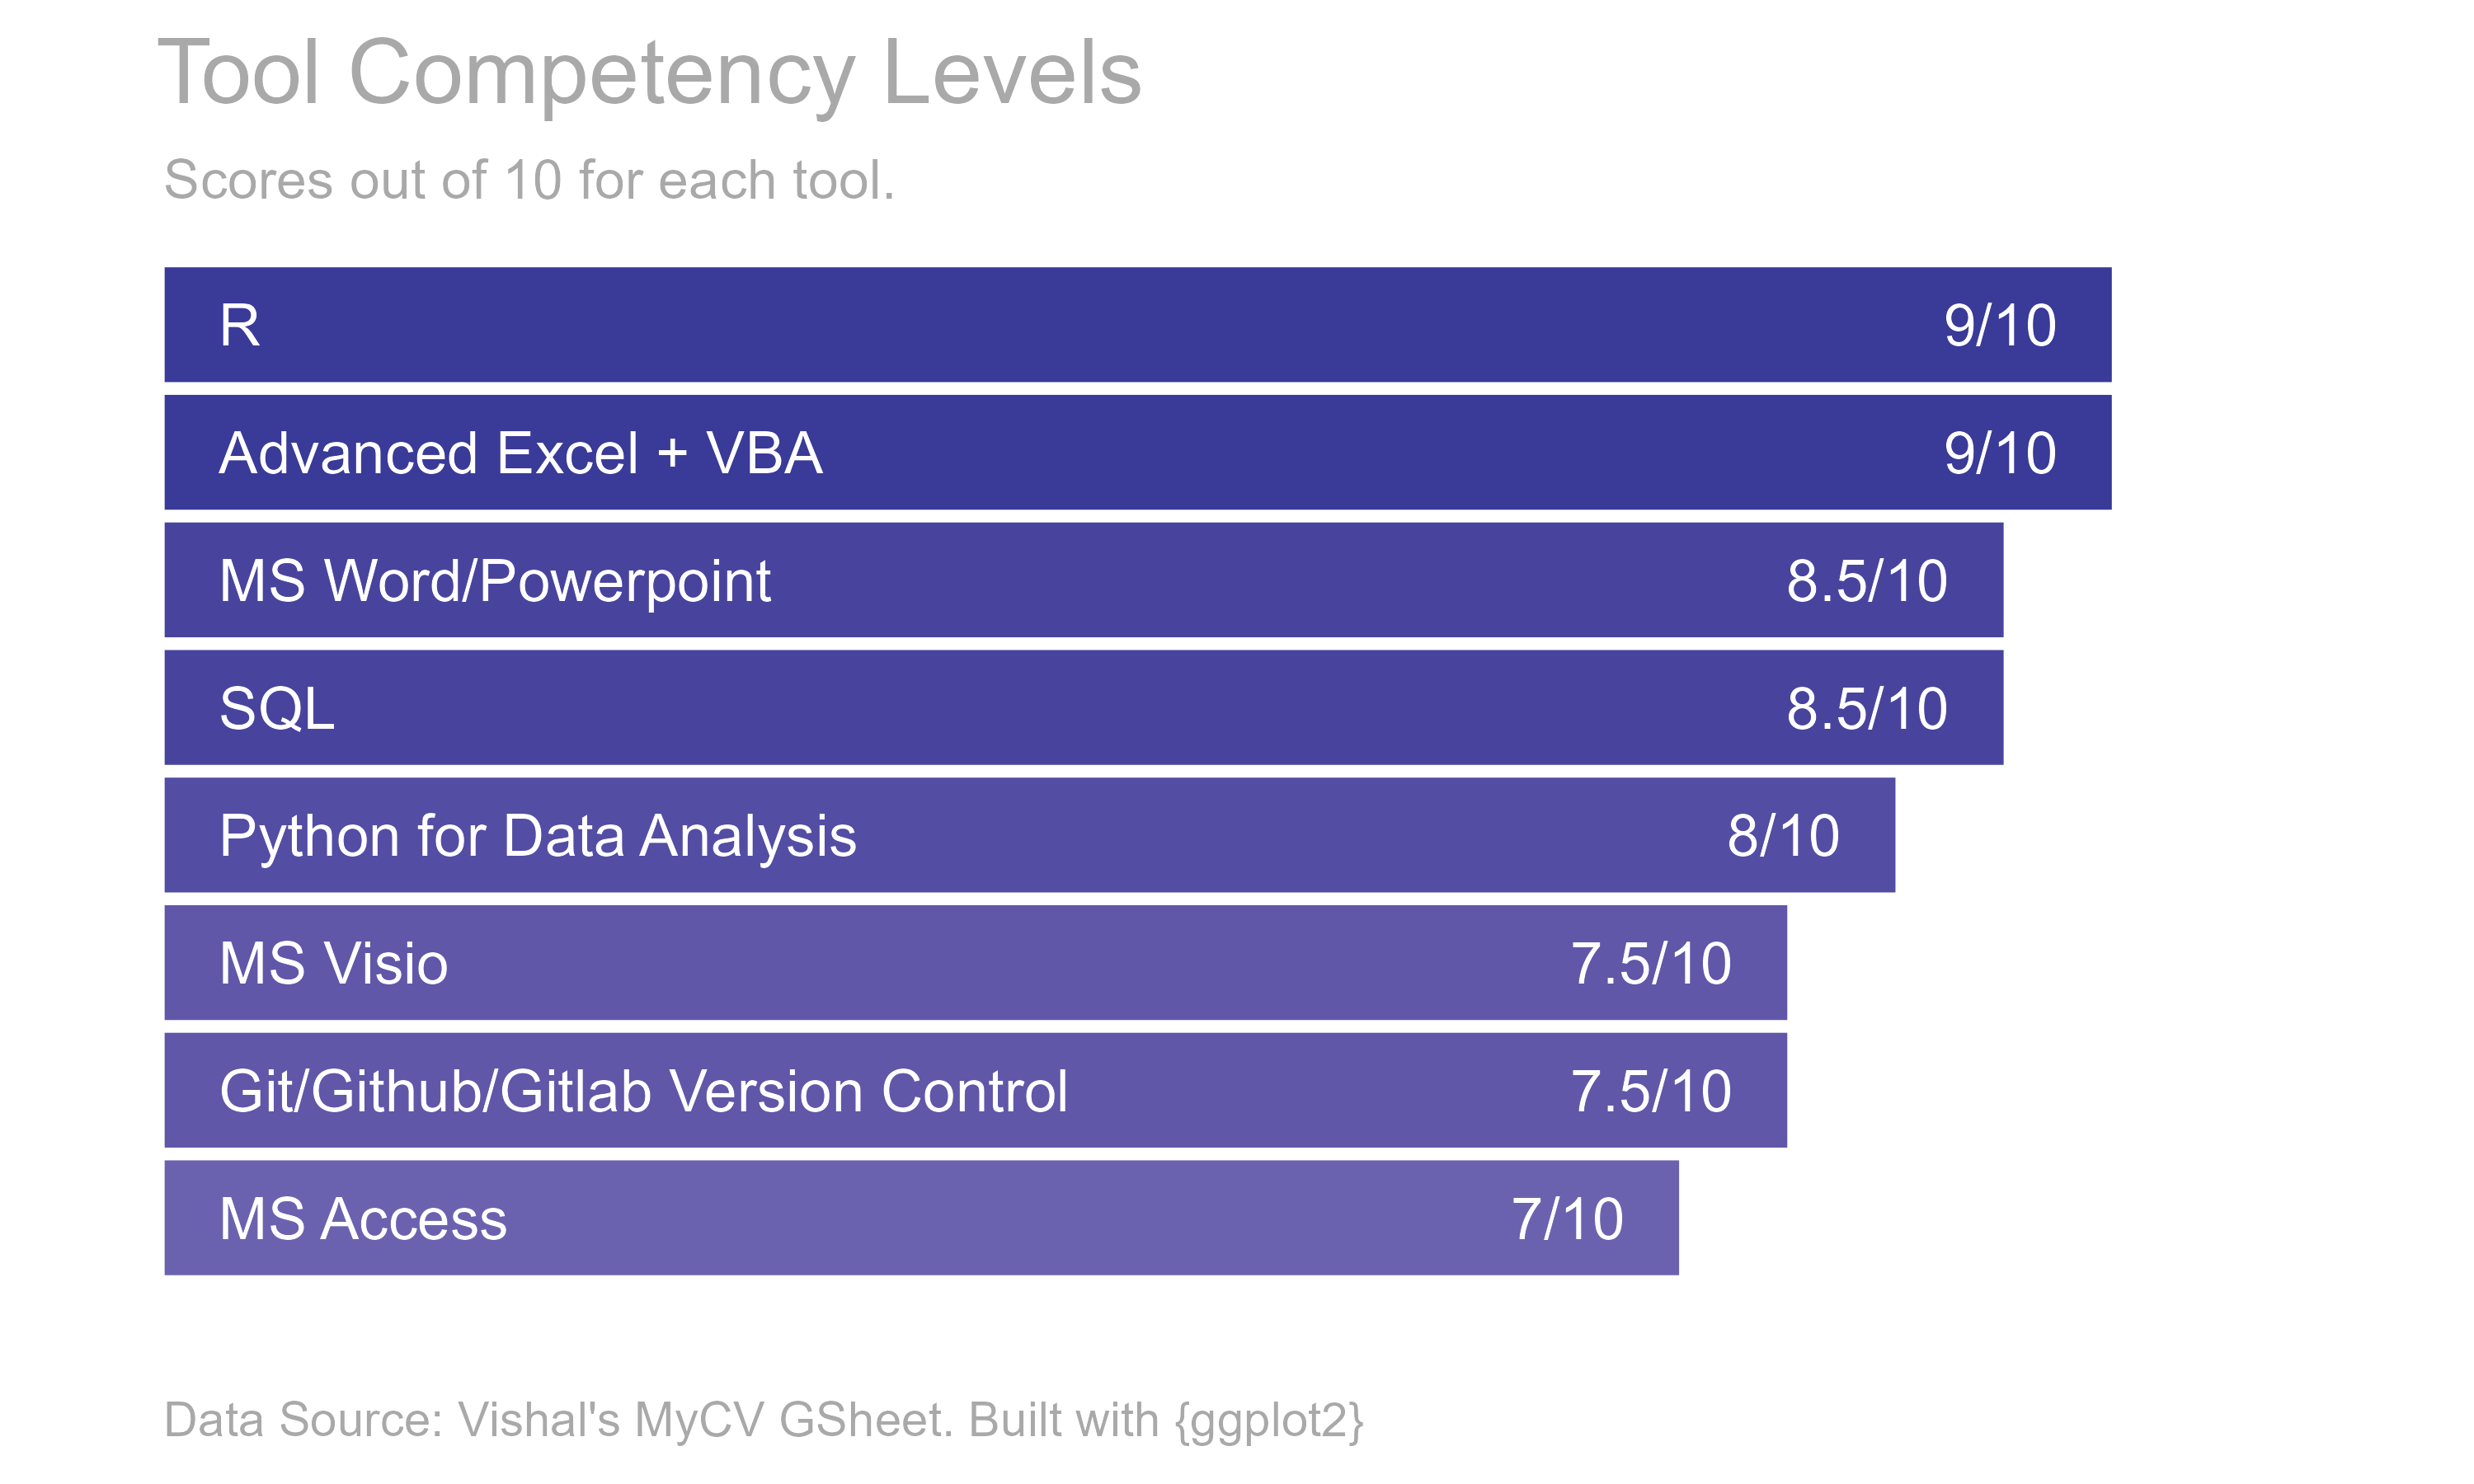 Tool Competency Levels
Scores out of 10 for each tool.
R 9/10
Advanced Excel + VBA 9/10
MS Word/Powerpoint 8.5/10
SQL 8.5/10
Python for Data Analysis 8/10
MS Visio 7.5/10
Git/Github/Gitlab Version Control 7.5/10
MS Access 7/10
Data Source: Vishal's MyCV GSheet. Built with {ggplot2}